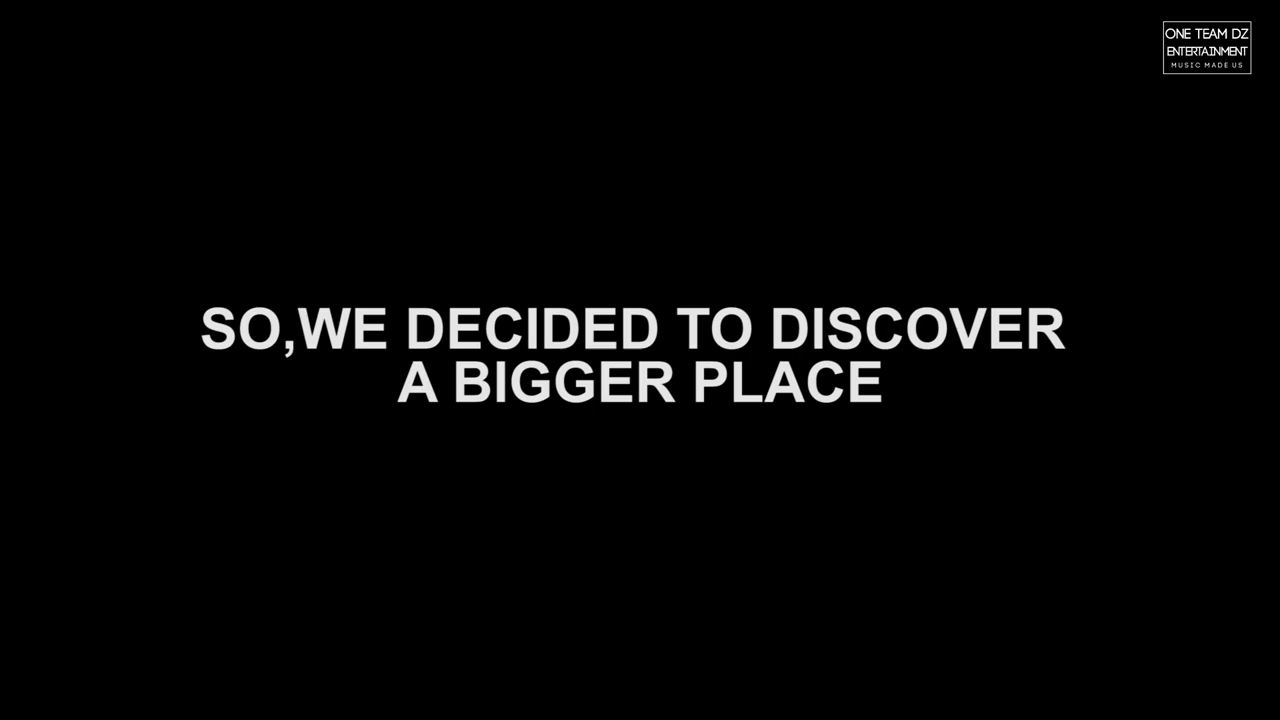 ONE TEAM DZ
ENTERTAINMENT
MUSIC MADE US
SO,WE DECIDED TO DISCOVER
A BIGGER PLACE